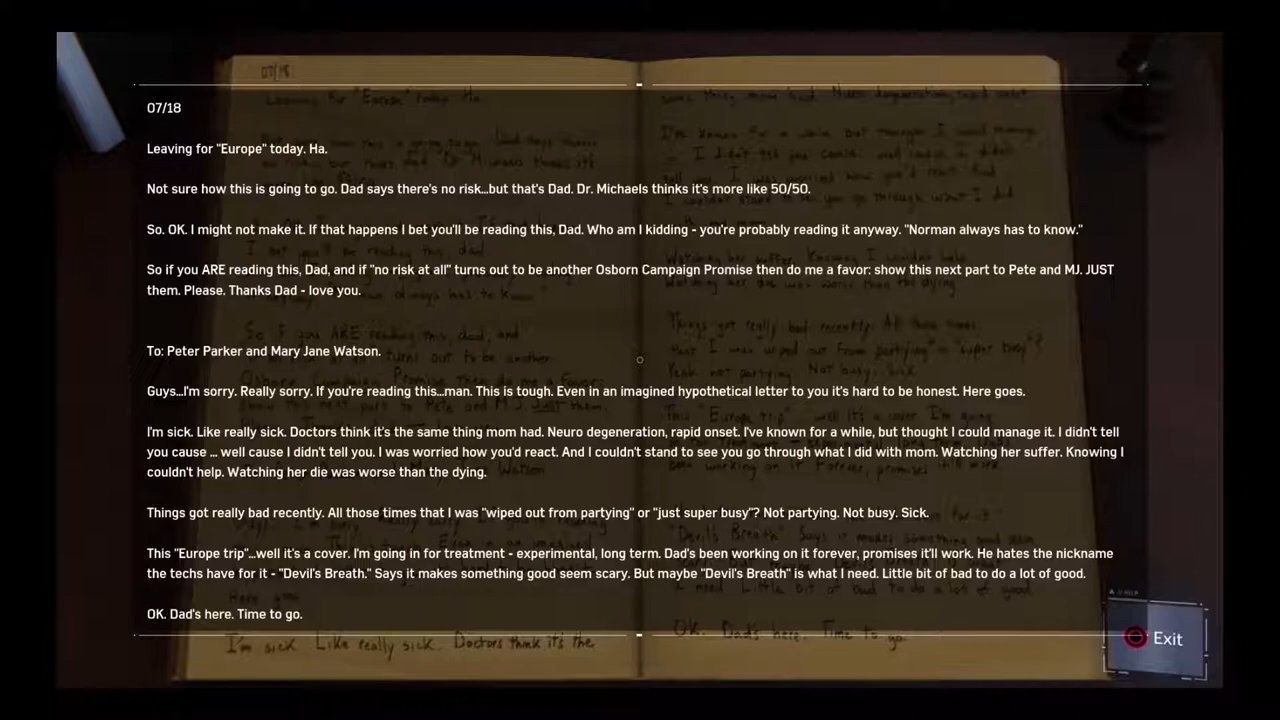 07/18
Leaving for "Europe" today. Ha.
Not sure how this is going to go. Dad says there's no risk...but that's Dad. Dr. Michaels thinks it's more like 50/50.
So. OK. I might not make it. If that happens I bet you'll be reading this, Dad. Who am I kidding - you're probably reading it anyway. "Norman always has to know."
So if you ARE reading this, Dad, and if "no risk at all" turns out to be another Osborn Campaign Promise then do me a favor: show this next part to Pete and MJ. JUST
them. Please. Thanks Dad - love you.
To: Peter Parker and Mary Jane Watson.
Guys...I'm sorry. Really sorry. If you're reading this...man. This is tough. Even in an imagined hypothetical letter to you it's hard to be honest. Here goes.
I'm sick. Like really sick. Doctors think it's the same thing mom had. Neuro degeneration, rapid onset. I've known for a while, but thought I could manage it. I didn't tell
you cause ... well cause I didn't tell you. I was worried how you'd react. And I couldn't stand to see you go through what I did with mom. Watching her suffer. Knowing I
couldn't help. Watching her die was worse than the dying.
Things got really bad recently. All those times that I was "wiped out from partying" or "just super busy"? Not partying. Not busy. Sick.
This "Europe trip"...well it's a cover. I'm going in for treatment - experimental, long term. Dad's been working on it forever, promises it'll work. He hates the nickname
the techs have for it - "Devil's Breath." Says it makes something good seem scary. But maybe "Devil's Breath" is what I need. Little bit of bad to do a lot of good.
OK. Dad's here. Time to go.
I'm sick. Like really sick. Doctors think it's the
OK. Dad's here. Time to go.
Exit